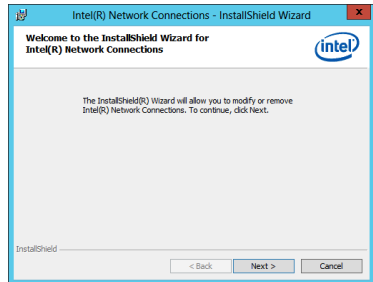 Intel(R) Network Connections - InstallShield Wizard
x
Welcome to the InstallShield Wizard for
Intel(R) Network Connections
intel
The InstallShield(R) Wizard will allow you to modify or remove
Intel(R) Network Connections. To continue, click Next.
InstallShield
< Back Next > Cancel